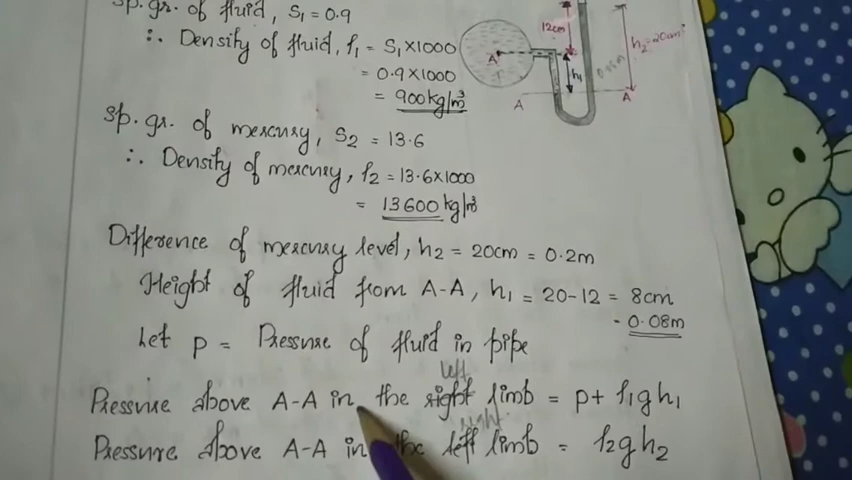 Sp. gr. of fluid, S₁ = 0.9
∴ Density of fluid, ρ₁ = S₁ × 1000
= 0.9 × 1000
= 900 kg/m³
12cm
h₂ = 20cm
A
h₁
A
A
Sp. gr. of mercury, S₂ = 13.6
∴ Density of mercury, ρ₂ = 13.6 × 1000
= 13600 kg/m³
Difference of mercury level, h₂ = 20cm = 0.2m
Height of fluid from A-A, h₁ = 20-12 = 8cm
= 0.08m
Let p = Pressure of fluid in pipe
left
Pressure above A-A in the right limb = p + ρ₁gh₁
right
Pressure above A-A in the left limb = ρ₂gh₂